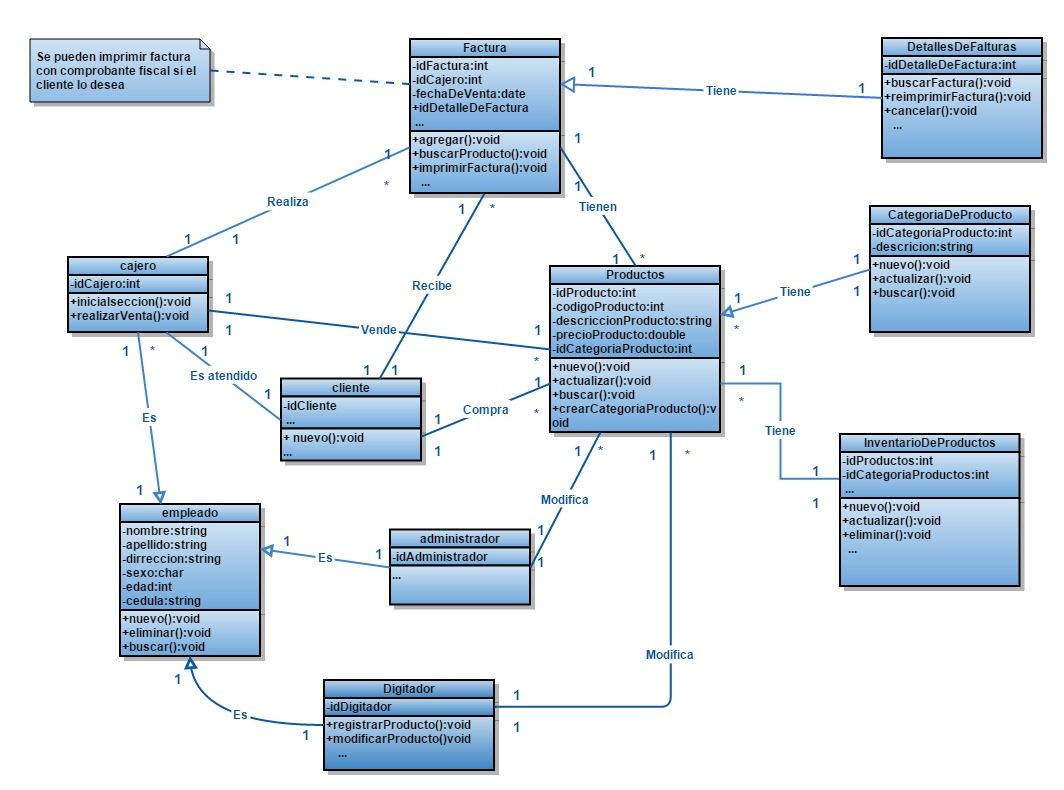 Se pueden imprimir factura
con comprobante fiscal si el
cliente lo desea
Factura
-idFactura:int
-idCajero:int
-fechaDeVenta:date
+idDetalleDeFactura
...
+agregar():void
+buscarProducto():void
+imprimirFactura():void
...
DetallesDeFalturas
-idDetalleDeFactura:int
+buscarFactura():void
+reimprimirFactura():void
+cancelar():void
...
1
Tiene
1
1
*
Realiza
1
1
1
*
Recibe
1
1
1
1
Tienen
1
*
CategoriaDeProducto
-idCategoriaProducto:int
-descricion:string
+nuevo():void
+actualizar():void
+buscar():void
1
1
Tiene
1
*
cajero
-idCajero:int
+inicialseccion():void
+realizarVenta():void
1
1
Vende
1
*
Productos
-idProducto:int
-codigoProducto:int
-descriccionProducto:string
-precioProducto:double
-idCategoriaProducto:int
+nuevo():void
+actualizar():void
+buscar():void
+crearCategoriaProducto():v
oid
1
*
Es
1
1
Es atendido
1
cliente
-idCliente
...
+ nuevo():void
...
1
1
Compra
1
*
1
*
Tiene
1
1
InventarioDeProductos
-idProductos:int
-idCategoriaProductos:int
...
+nuevo():void
+actualizar():void
+eliminar():void
...
1
*
Modifica
1
1
1
*
Modifica
1
1
empleado
-nombre:string
-apellido:string
-dirreccion:string
-sexo:char
-edad:int
-cedula:string
+nuevo():void
+eliminar():void
+buscar():void
1
Es
1
administrador
-idAdministrador
...
1
Es
1
Digitador
-idDigitador
+registrarProducto():void
+modificarProducto()void
...